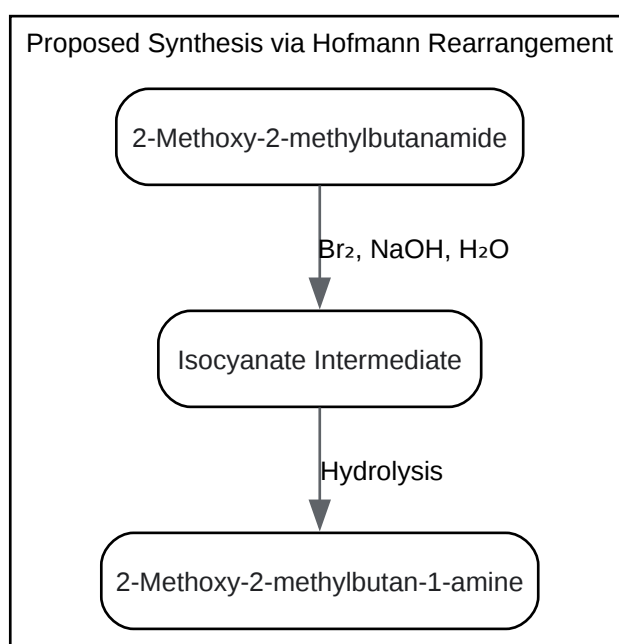 Proposed Synthesis via Hofmann Rearrangement
2-Methoxy-2-methylbutanamide
Br₂, NaOH, H₂O
Isocyanate Intermediate
Hydrolysis
2-Methoxy-2-methylbutan-1-amine